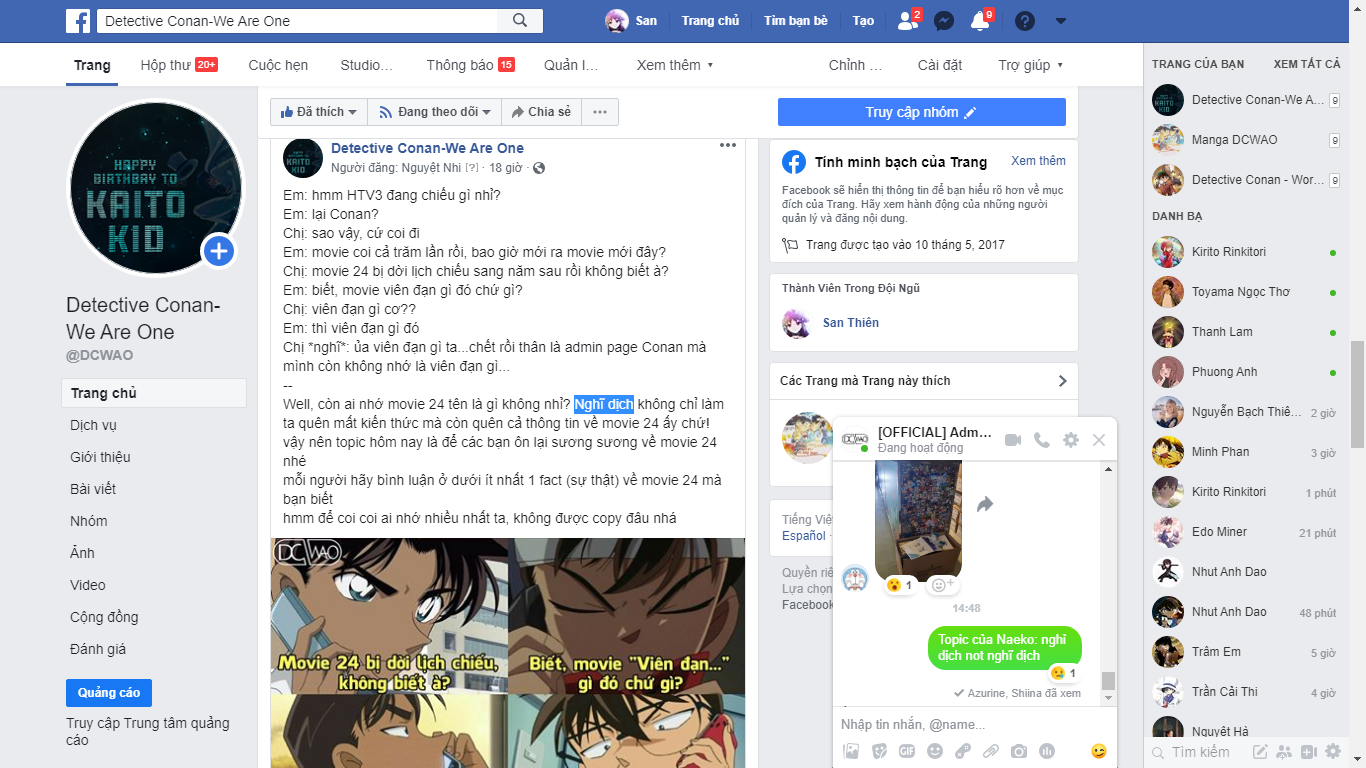 Detective Conan-We Are One
San
Trang chủ
Tìm bạn bè
Tạo
2
9
Trang
Hộp thư 20+
Cuộc hẹn
Studio…
Thông báo 15
Quản l…
Xem thêm
Chỉnh …
Cài đặt
Trợ giúp
HAPPY
BIRTHDAY TO
KAITO
KID
Detective Conan-
We Are One
@DCWAO
Trang chủ
Dịch vụ
Giới thiệu
Bài viết
Nhóm
Ảnh
Video
Cộng đồng
Đánh giá
Quảng cáo
Truy cập Trung tâm quảng
cáo
Đã thích
Đang theo dõi
Chia sẻ
Truy cập nhóm
Detective Conan-We Are One
Người đăng: Nguyệt Nhi [?] · 18 giờ ·
Em: hmm HTV3 đang chiếu gì nhỉ?
Em: lại Conan?
Chị: sao vậy, cứ coi đi
Em: movie coi cả trăm lần rồi, bao giờ mới ra movie mới đây?
Chị: movie 24 bị dời lịch chiếu sang năm sau rồi không biết à?
Em: biết, movie viên đạn gì đó chứ gì?
Chị: viên đạn gì cơ??
Em: thì viên đạn gì đó
Chị *nghĩ*: ủa viên đạn gì ta...chết rồi thân là admin page Conan mà
mình còn không nhớ là viên đạn gì...
--
Well, còn ai nhớ movie 24 tên là gì không nhỉ? Nghĩ dịch không chỉ làm
ta quên mất kiến thức mà còn quên cả thông tin về movie 24 ấy chứ!
vậy nên topic hôm nay là để các bạn ôn lại sương sương về movie 24
nhé
mỗi người hãy bình luận ở dưới ít nhất 1 fact (sự thật) về movie 24 mà
bạn biết
hmm để coi coi ai nhớ nhiều nhất ta, không được copy đâu nhá
DCWAO
Movie 24 bị dời lịch chiếu,
không biết à?
Biết, movie "Viên đạn..."
gì đó chứ gì?
Tính minh bạch của Trang
Xem thêm
Facebook sẽ hiển thị thông tin để bạn hiểu rõ hơn về mục
đích của Trang. Hãy xem hành động của những người
quản lý và đăng nội dung.
Trang được tạo vào 10 tháng 5, 2017
Thành Viên Trong Đội Ngũ
San Thiên
Các Trang mà Trang này thích
Tiếng Việ
Español ·
Quyền riê
Lựa chọn
Facebook
[OFFICIAL] Adm…
Đang hoạt động
1
14:48
Topic của Naeko: nghỉ
dịch not nghĩ dịch
1
Azurine, Shiina đã xem
Nhập tin nhắn, @name...
GIF
TRANG CỦA BẠN
XEM TẤT CẢ
Detective Conan-We A… 9
Manga DCWAO 9
Detective Conan - Wor… 9
DANH BẠ
Kirito Rinkitori
Toyama Ngọc Thơ
Thanh Lam
Phuong Anh
Nguyễn Bạch Thiê… 2 giờ
Minh Phan 3 giờ
Kirito Rinkitori 1 phút
Edo Miner 21 phút
Nhut Anh Dao
Nhut Anh Dao 48 phút
Trâm Em 5 giờ
Trần Cải Thi 4 giờ
Nguyệt Hà
Tìm kiếm